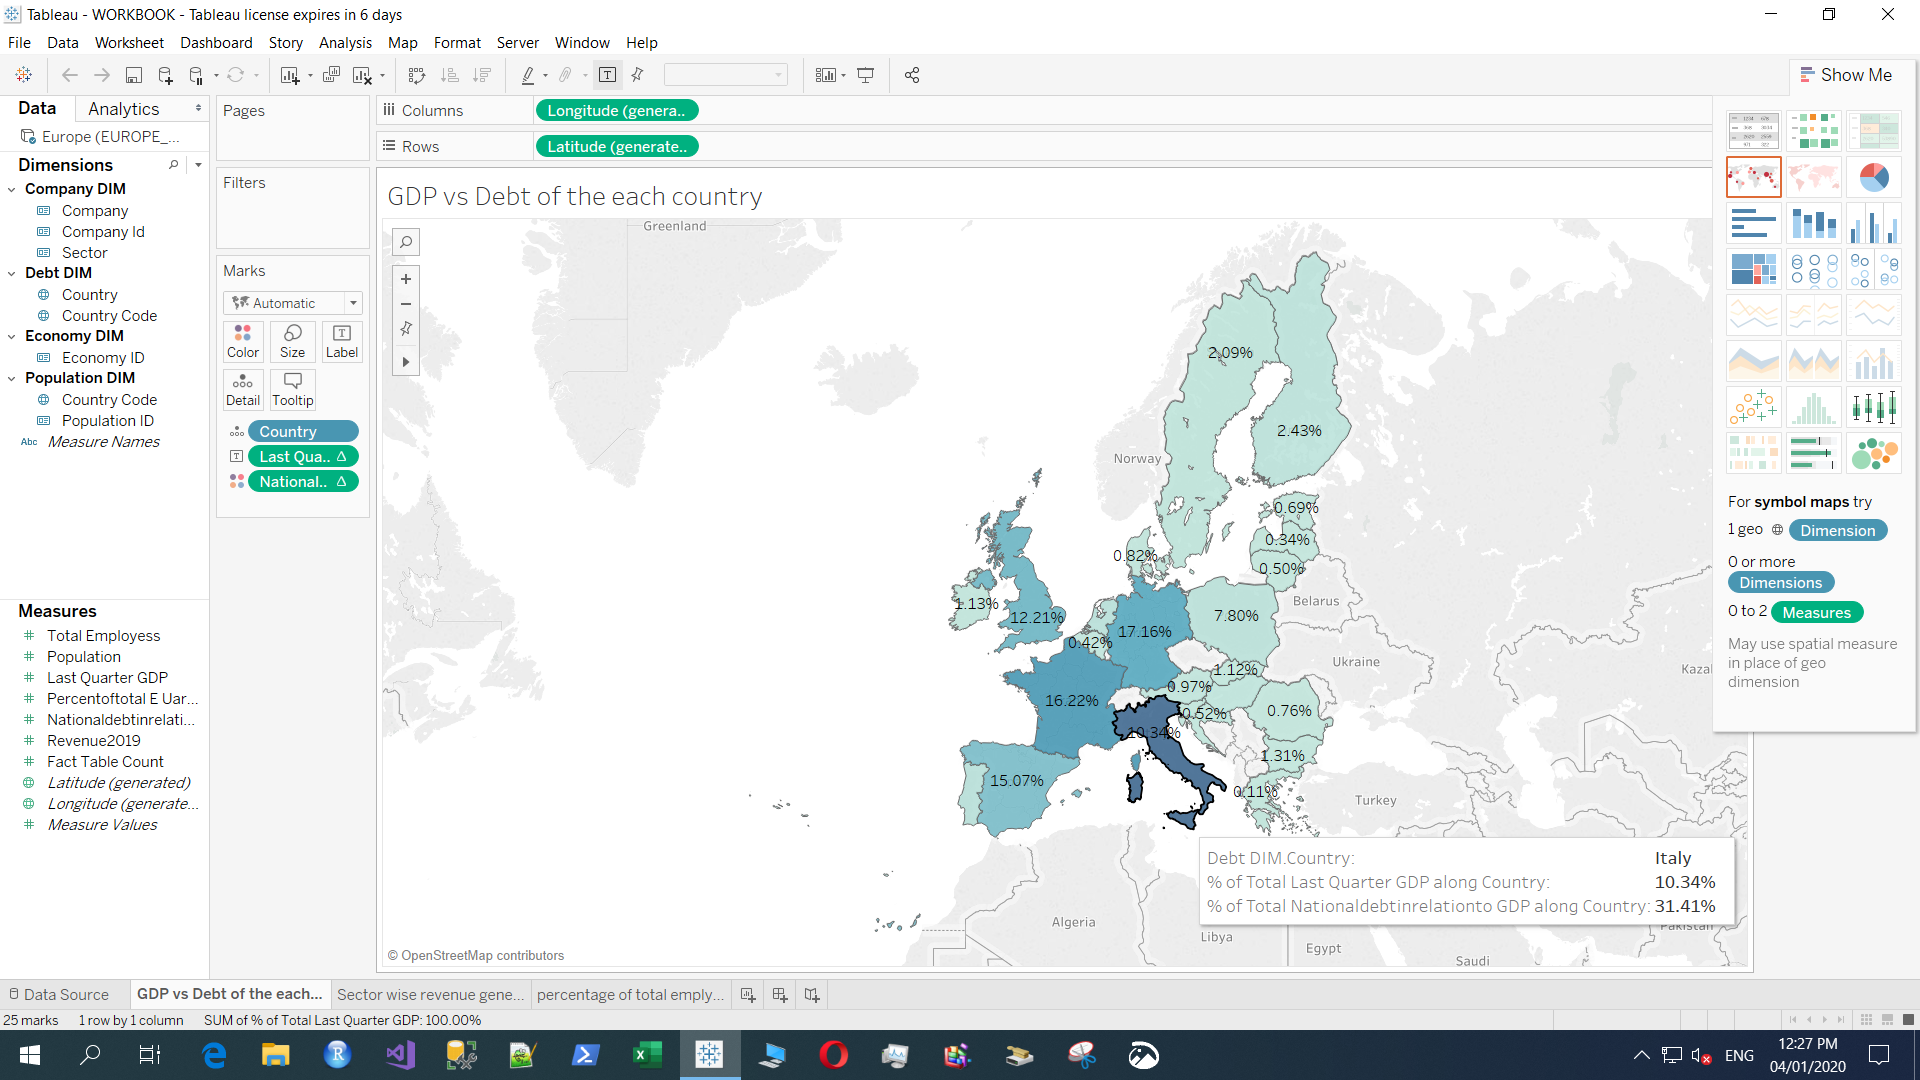 Tableau - WORKBOOK - Tableau license expires in 6 days
File Data Worksheet Dashboard Story Analysis Map Format Server Window Help
Show Me
Data Analytics
Europe (EUROPE_...
Dimensions
Company DIM
Company
Company Id
Sector
Debt DIM
Country
Country Code
Economy DIM
Economy ID
Population DIM
Country Code
Population ID
Abc Measure Names
Measures
Total Employess
Population
Last Quarter GDP
Percentoftotal E Uar...
Nationaldebtinrelati...
Revenue2019
Fact Table Count
Latitude (generated)
Longitude (generate...
Measure Values
Pages
Filters
Marks
Automatic
Color Size Label
Detail Tooltip
Country
Last Qua..
National..
Columns Longitude (genera..
Rows Latitude (generate..
GDP vs Debt of the each country
Greenland
2.09%
2.43%
Norway
0.69%
0.34%
0.82%
0.50%
Belarus
1.13%
12.21%
7.80%
17.16%
0.42%
Ukraine
1.12%
Kazal
0.97%
16.22%
0.52%
0.76%
10.34%
1.31%
15.07%
0.11%
Turkey
Debt DIM.Country: Italy
% of Total Last Quarter GDP along Country: 10.34%
% of Total Nationaldebtinrelationto GDP along Country: 31.41%
Algeria
Libya
Egypt
Pakistan
Saudi
© OpenStreetMap contributors
For symbol maps try
1 geo Dimension
0 or more
Dimensions
0 to 2 Measures
May use spatial measure
in place of geo
dimension
Data Source GDP vs Debt of the each... Sector wise revenue gene... percentage of total emply...
25 marks 1 row by 1 column SUM of % of Total Last Quarter GDP: 100.00%
ENG
12:27 PM
04/01/2020